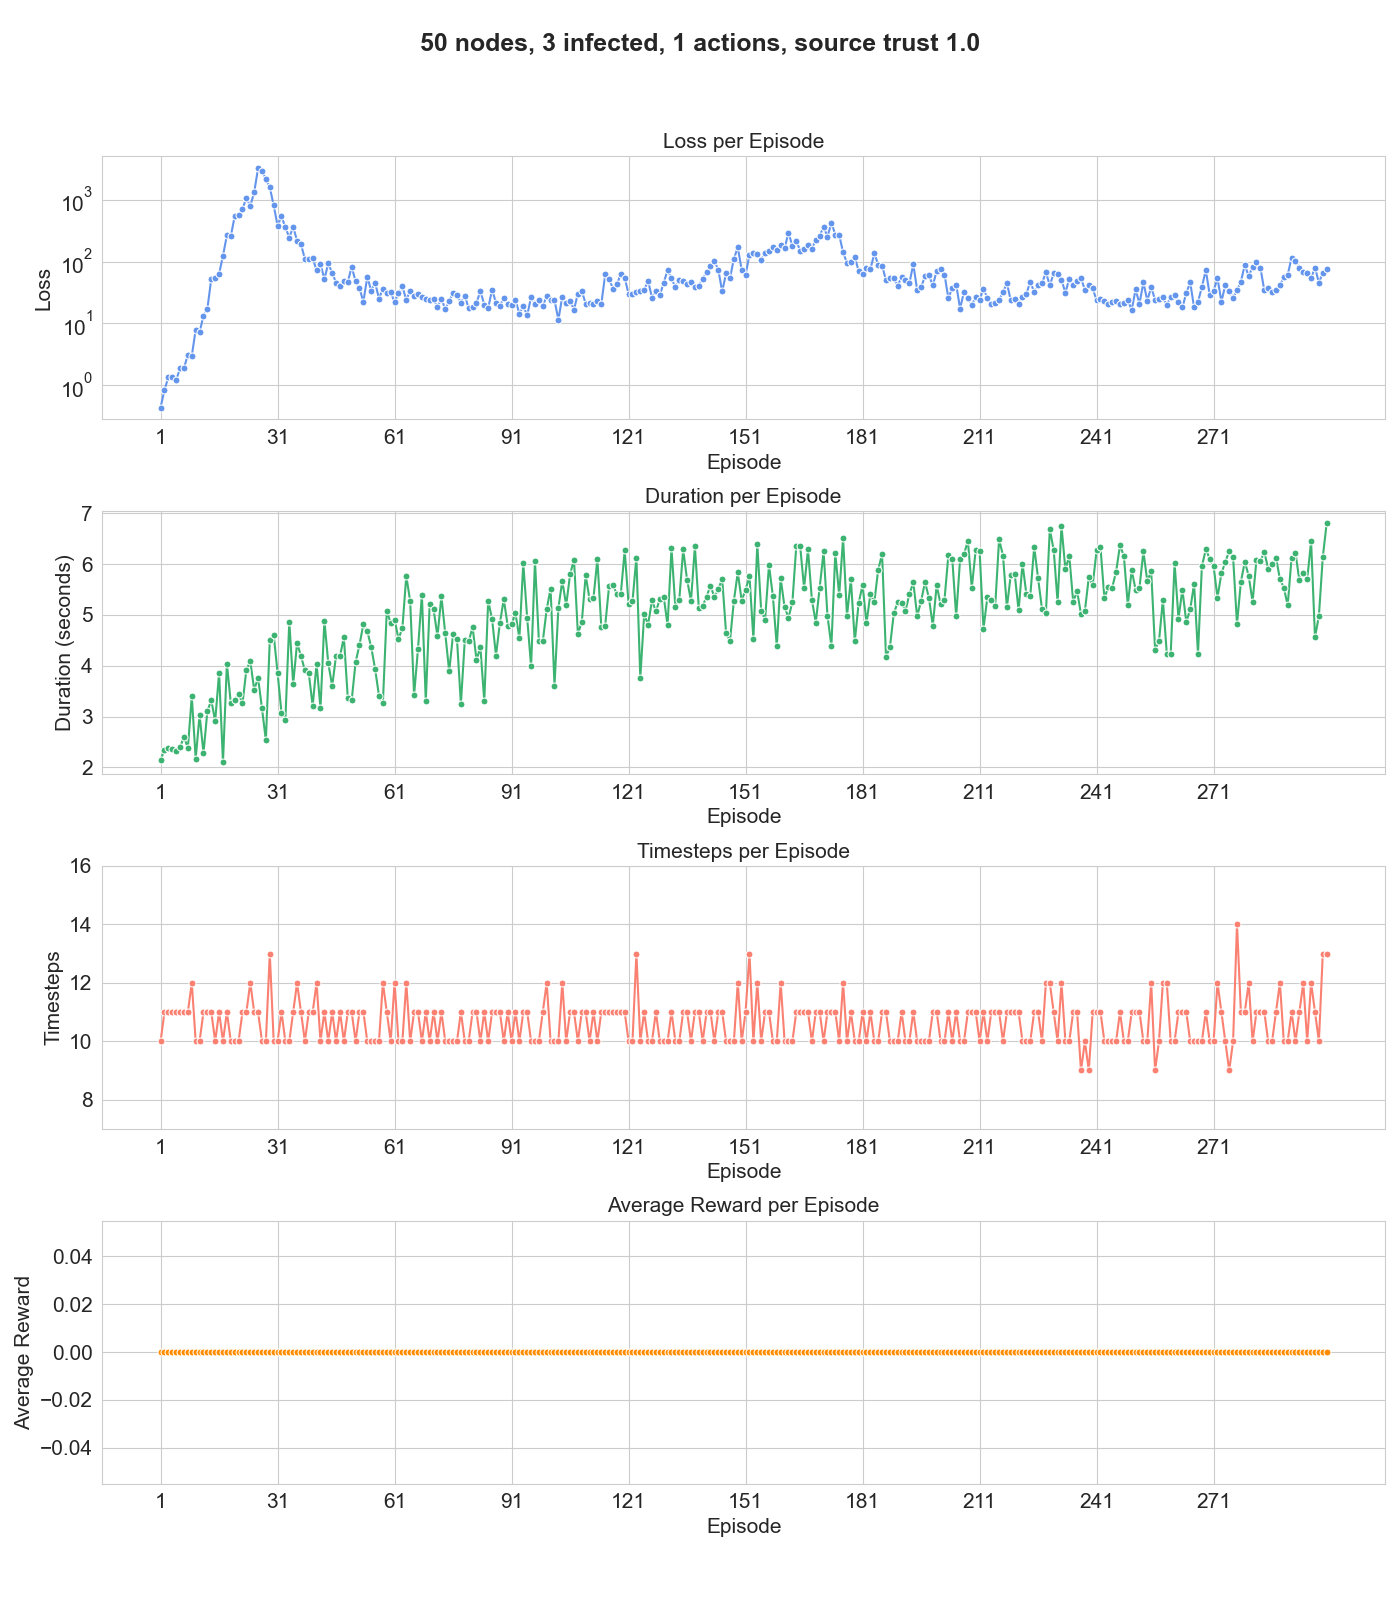 50 nodes, 3 infected, 1 actions, source trust 1.0
Loss per Episode
10^3
10^2
10^1
10^0
Loss
1 31 61 91 121 151 181 211 241 271
Episode
Duration per Episode
7
6
5
4
3
2
Duration (seconds)
1 31 61 91 121 151 181 211 241 271
Episode
Timesteps per Episode
16
14
12
10
8
Timesteps
1 31 61 91 121 151 181 211 241 271
Episode
Average Reward per Episode
0.04
0.02
0.00
−0.02
−0.04
Average Reward
1 31 61 91 121 151 181 211 241 271
Episode